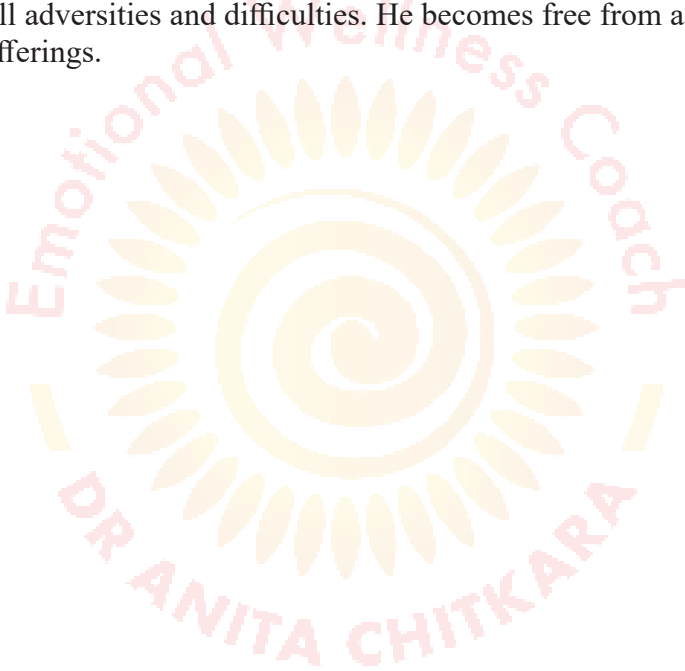 ll adversities and difficulties. He becomes free from a
fferings.
Emotional Wellness Coach
DR ANITA CHITKARA